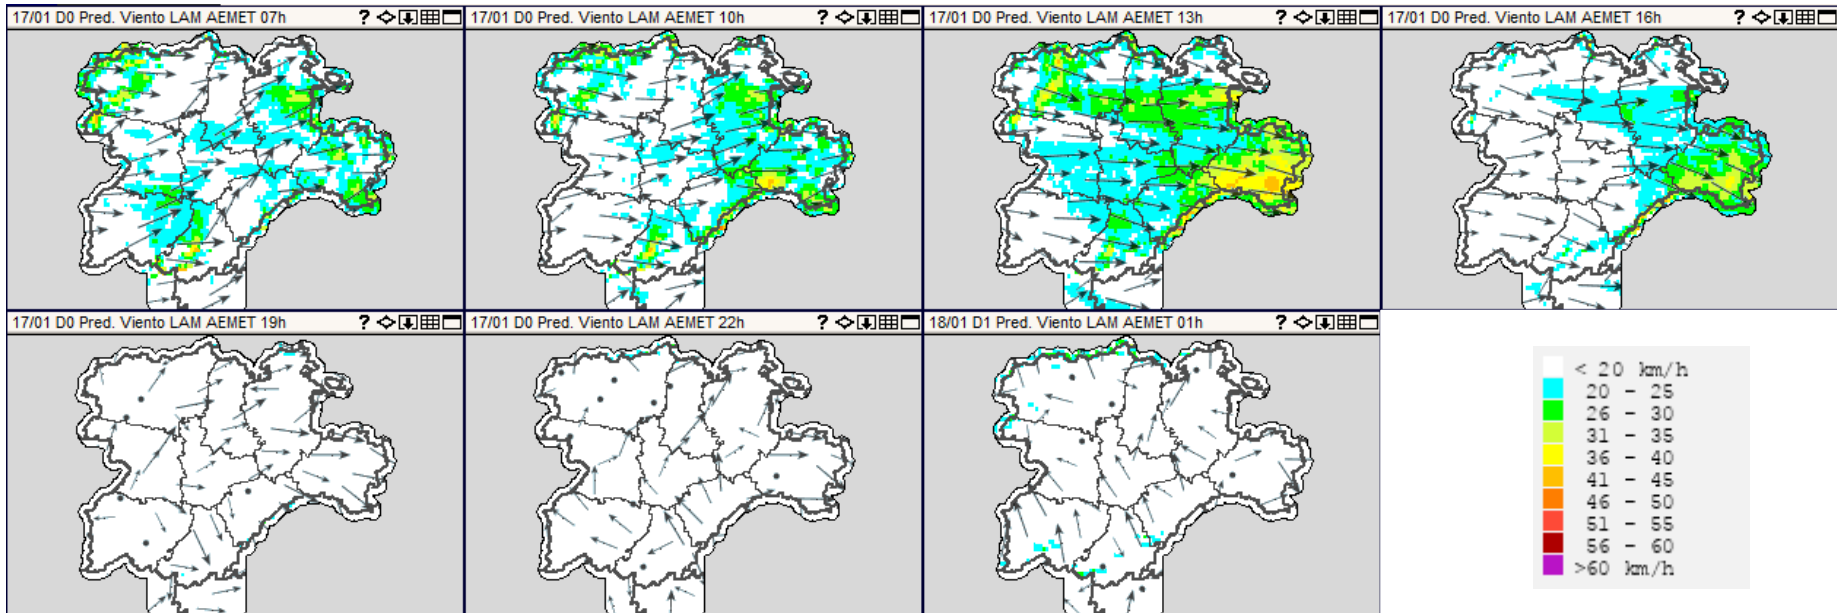 17/01 D0 Pred. Viento LAM AEMET 07h ?
17/01 D0 Pred. Viento LAM AEMET 10h ?
17/01 D0 Pred. Viento LAM AEMET 13h ?
17/01 D0 Pred. Viento LAM AEMET 16h ?
17/01 D0 Pred. Viento LAM AEMET 19h ?
17/01 D0 Pred. Viento LAM AEMET 22h ?
18/01 D1 Pred. Viento LAM AEMET 01h ?
< 20 km/h
20 - 25
26 - 30
31 - 35
36 - 40
41 - 45
46 - 50
51 - 55
56 - 60
>60 km/h